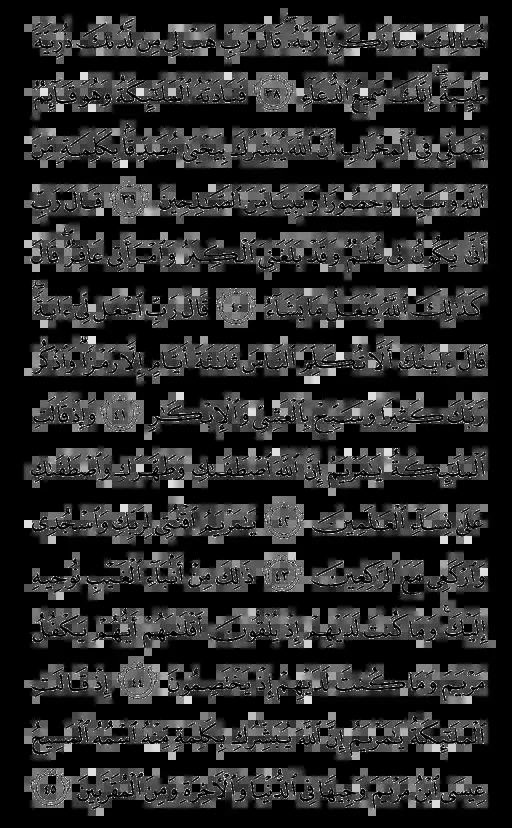 هُنَالِكَ دَعَا زَكَرِيَّا رَبَّهُۥ قَالَ رَبِّ هَبْ لِى مِن لَّدُنكَ ذُرِّيَّةً
طَيِّبَةً إِنَّكَ سَمِيعُ ٱلدُّعَآءِ ٣٨ فَنَادَتْهُ ٱلْمَلَٰٓئِكَةُ وَهُوَ قَآئِمٌ
يُصَلِّى فِى ٱلْمِحْرَابِ أَنَّ ٱللَّهَ يُبَشِّرُكَ بِيَحْيَىٰ مُصَدِّقًۢا بِكَلِمَةٍ مِّنَ
ٱللَّهِ وَسَيِّدًا وَحَصُورًا وَنَبِيًّا مِّنَ ٱلصَّٰلِحِينَ ٣٩ قَالَ رَبِّ
أَنَّىٰ يَكُونُ لِى غُلَٰمٌ وَقَدْ بَلَغَنِىَ ٱلْكِبَرُ وَٱمْرَأَتِى عَاقِرٌ قَالَ
كَذَٰلِكَ ٱللَّهُ يَفْعَلُ مَا يَشَآءُ ٤٠ قَالَ رَبِّ ٱجْعَل لِّىٓ ءَايَةً
قَالَ ءَايَتُكَ أَلَّا تُكَلِّمَ ٱلنَّاسَ ثَلَٰثَةَ أَيَّامٍ إِلَّا رَمْزًا وَٱذْكُر
رَّبَّكَ كَثِيرًا وَسَبِّحْ بِٱلْعَشِىِّ وَٱلْإِبْكَٰرِ ٤١ وَإِذْ قَالَتِ
ٱلْمَلَٰٓئِكَةُ يَٰمَرْيَمُ إِنَّ ٱللَّهَ ٱصْطَفَىٰكِ وَطَهَّرَكِ وَٱصْطَفَىٰكِ
عَلَىٰ نِسَآءِ ٱلْعَٰلَمِينَ ٤٢ يَٰمَرْيَمُ ٱقْنُتِى لِرَبِّكِ وَٱسْجُدِى
وَٱرْكَعِى مَعَ ٱلرَّٰكِعِينَ ٤٣ ذَٰلِكَ مِنْ أَنۢبَآءِ ٱلْغَيْبِ نُوحِيهِ
إِلَيْكَ وَمَا كُنتَ لَدَيْهِمْ إِذْ يُلْقُونَ أَقْلَٰمَهُمْ أَيُّهُمْ يَكْفُلُ
مَرْيَمَ وَمَا كُنتَ لَدَيْهِمْ إِذْ يَخْتَصِمُونَ ٤٤ إِذْ قَالَتِ
ٱلْمَلَٰٓئِكَةُ يَٰمَرْيَمُ إِنَّ ٱللَّهَ يُبَشِّرُكِ بِكَلِمَةٍ مِّنْهُ ٱسْمُهُ ٱلْمَسِيحُ
عِيسَى ٱبْنُ مَرْيَمَ وَجِيهًا فِى ٱلدُّنْيَا وَٱلْءَاخِرَةِ وَمِنَ ٱلْمُقَرَّبِينَ ٤٥